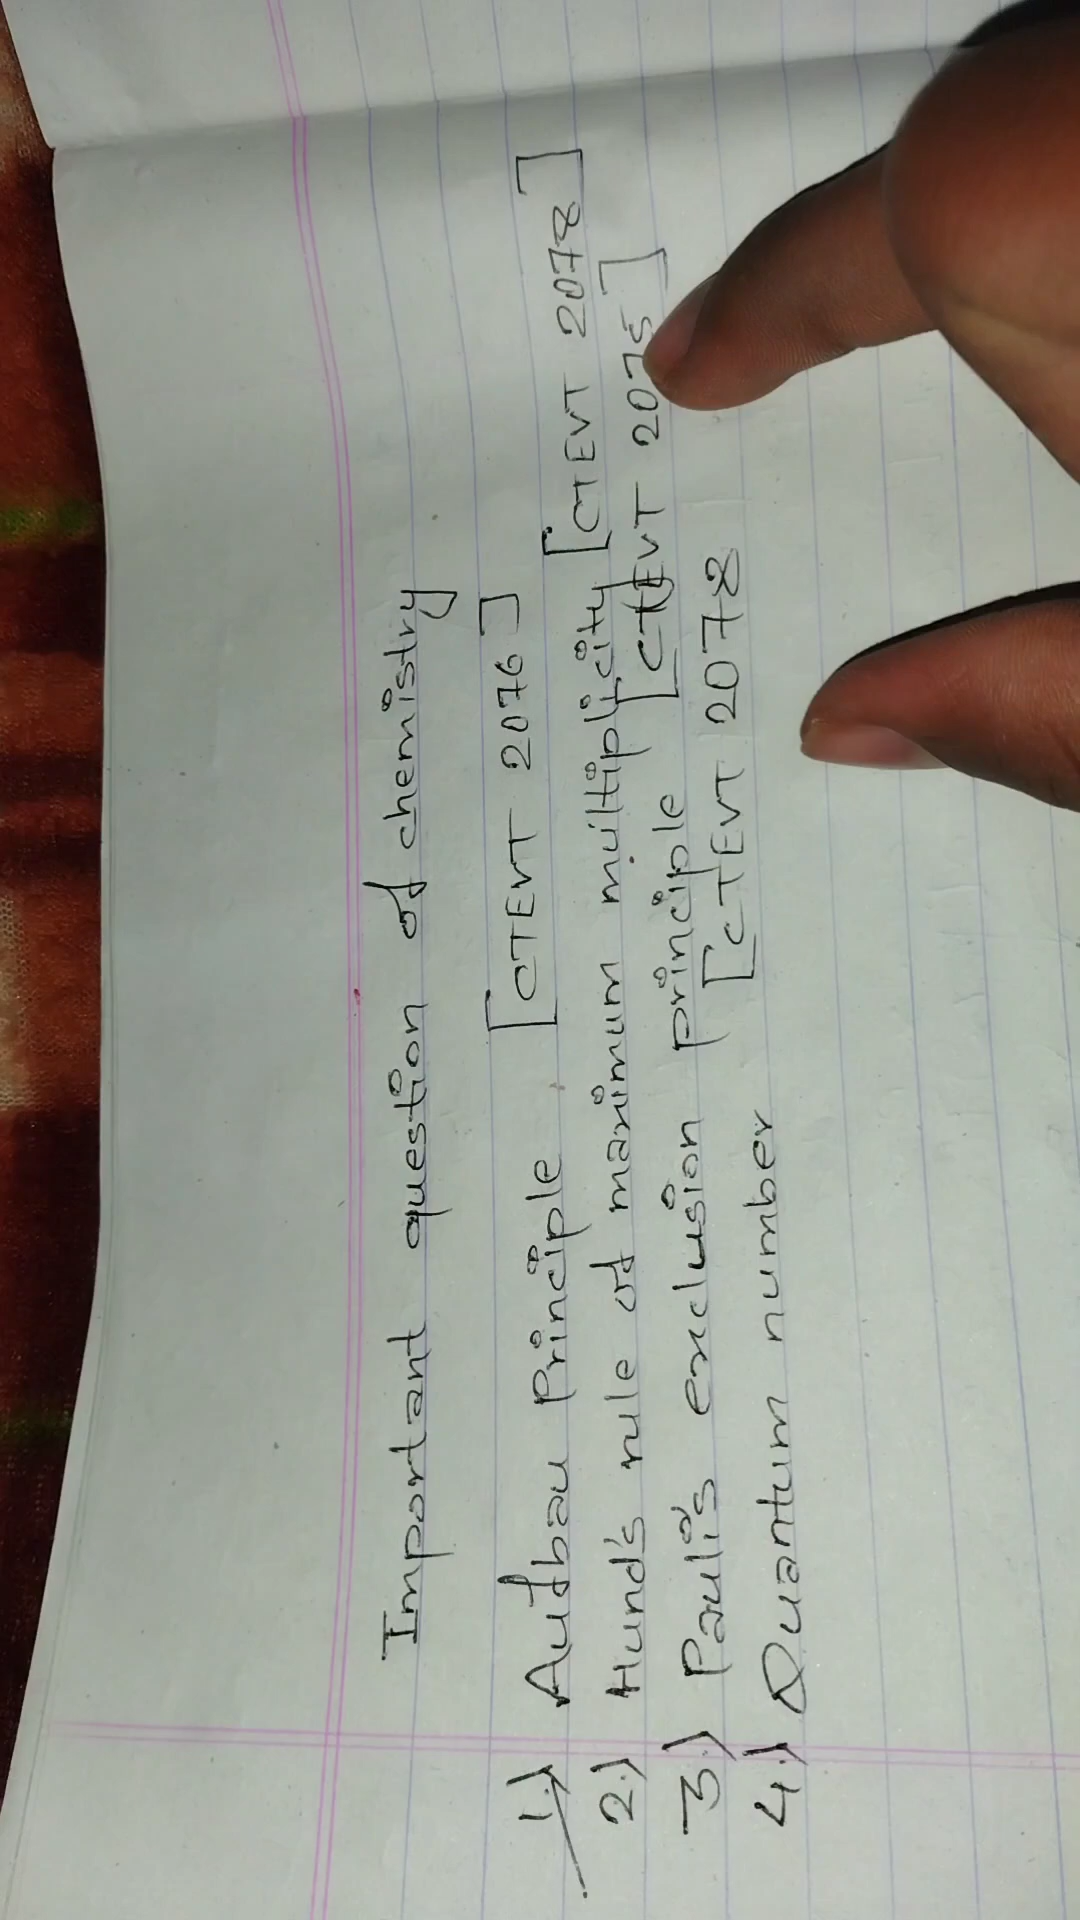 Important question of chemistry
1.) Aufbau Principle [CTEVT 2076]
2.) Hund's rule of maximum multiplicity [CTEVT 2078]
3.) Pauli's exclusion principle [CTEVT 2075]
4.) Quantum number [CTEVT 2078